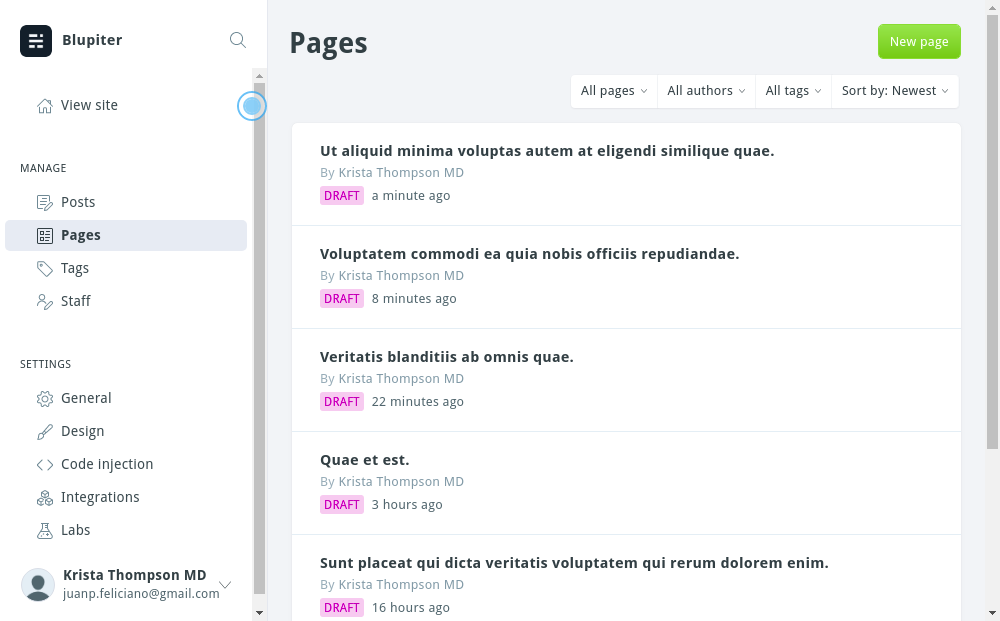 Blupiter
View site
MANAGE
Posts
Pages
Tags
Staff
SETTINGS
General
Design
Code injection
Integrations
Labs
Krista Thompson MD
juanp.feliciano@gmail.com
Pages
New page
All pages
All authors
All tags
Sort by: Newest
Ut aliquid minima voluptas autem at eligendi similique quae.
By Krista Thompson MD
DRAFT a minute ago
Voluptatem commodi ea quia nobis officiis repudiandae.
By Krista Thompson MD
DRAFT 8 minutes ago
Veritatis blanditiis ab omnis quae.
By Krista Thompson MD
DRAFT 22 minutes ago
Quae et est.
By Krista Thompson MD
DRAFT 3 hours ago
Sunt placeat qui dicta veritatis voluptatem qui rerum dolorem enim.
By Krista Thompson MD
DRAFT 16 hours ago